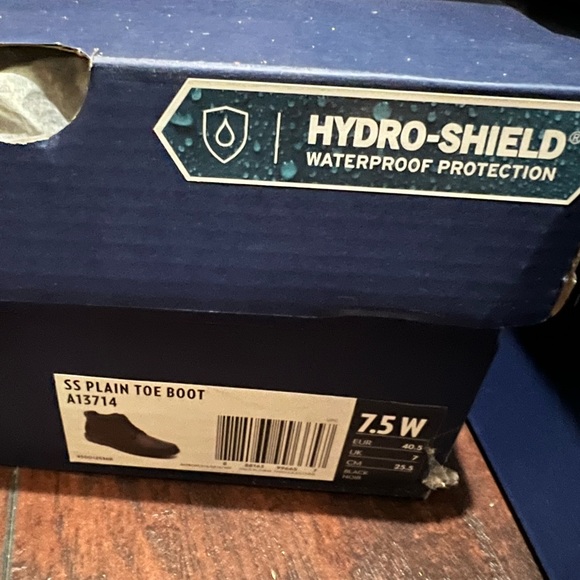 HYDRO-SHIELD®
WATERPROOF PROTECTION
SS PLAIN TOE BOOT
A13714
7.5 W
EUR 40.5
UK 7
CM 25.5
BLACK
NOIR